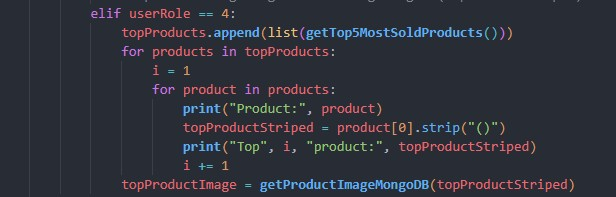 elif userRole == 4:
topProducts.append(list(getTop5MostSoldProducts()))
for products in topProducts:
i = 1
for product in products:
print("Product:", product)
topProductStriped = product[0].strip("()")
print("Top", i, "product:", topProductStriped)
i += 1
topProductImage = getProductImageMongoDB(topProductStriped)